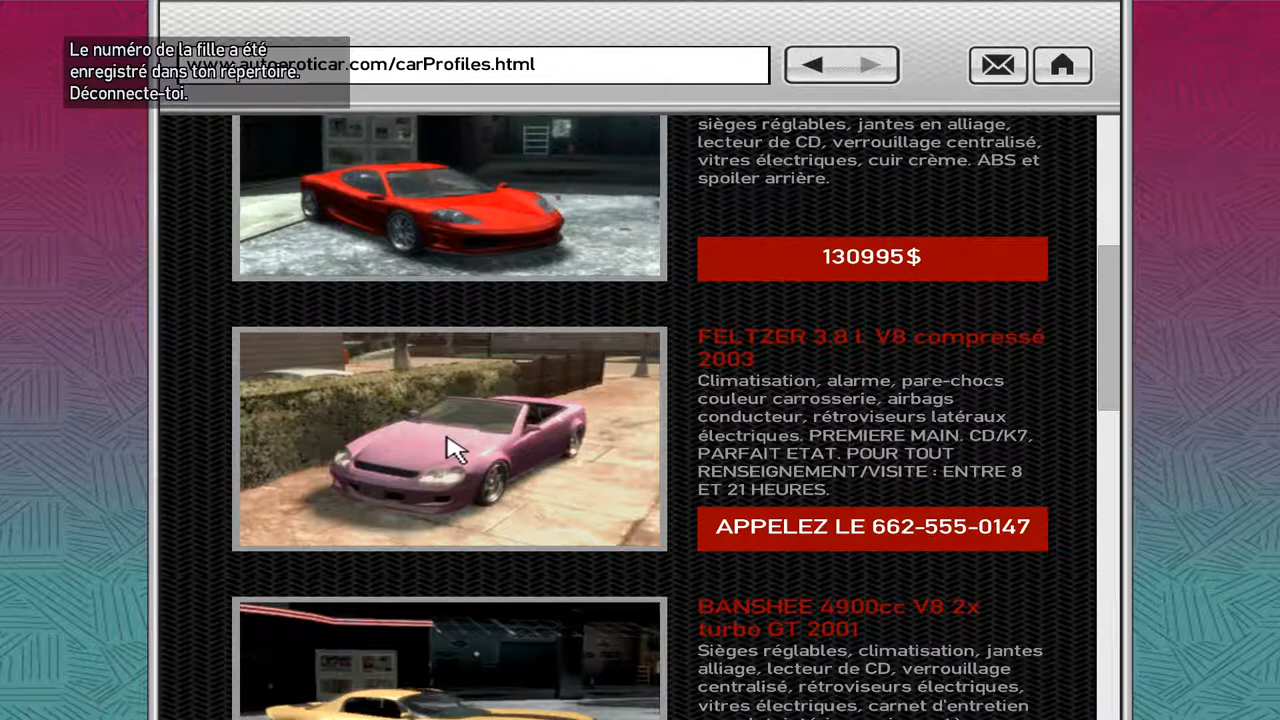 Le numéro de la fille a été
enregistré dans ton répertoire.
Déconnecte-toi.
www.autoeroticar.com/carProfiles.html
sièges réglables, jantes en alliage,
lecteur de CD, verrouillage centralisé,
vitres électriques, cuir crème. ABS et
spoiler arrière.
130995$
FELTZER 3.8 l V8 compressé
2003
Climatisation, alarme, pare-chocs
couleur carrosserie, airbags
conducteur, rétroviseurs latéraux
électriques. PREMIERE MAIN. CD/K7,
PARFAIT ETAT. POUR TOUT
RENSEIGNEMENT/VISITE : ENTRE 8
ET 21 HEURES.
APPELEZ LE 662-555-0147
BANSHEE 4900cc V8 2x
turbo GT 2001
Sièges réglables, climatisation, jantes
alliage, lecteur de CD, verrouillage
centralisé, rétroviseurs électriques,
vitres électriques, carnet d'entretien